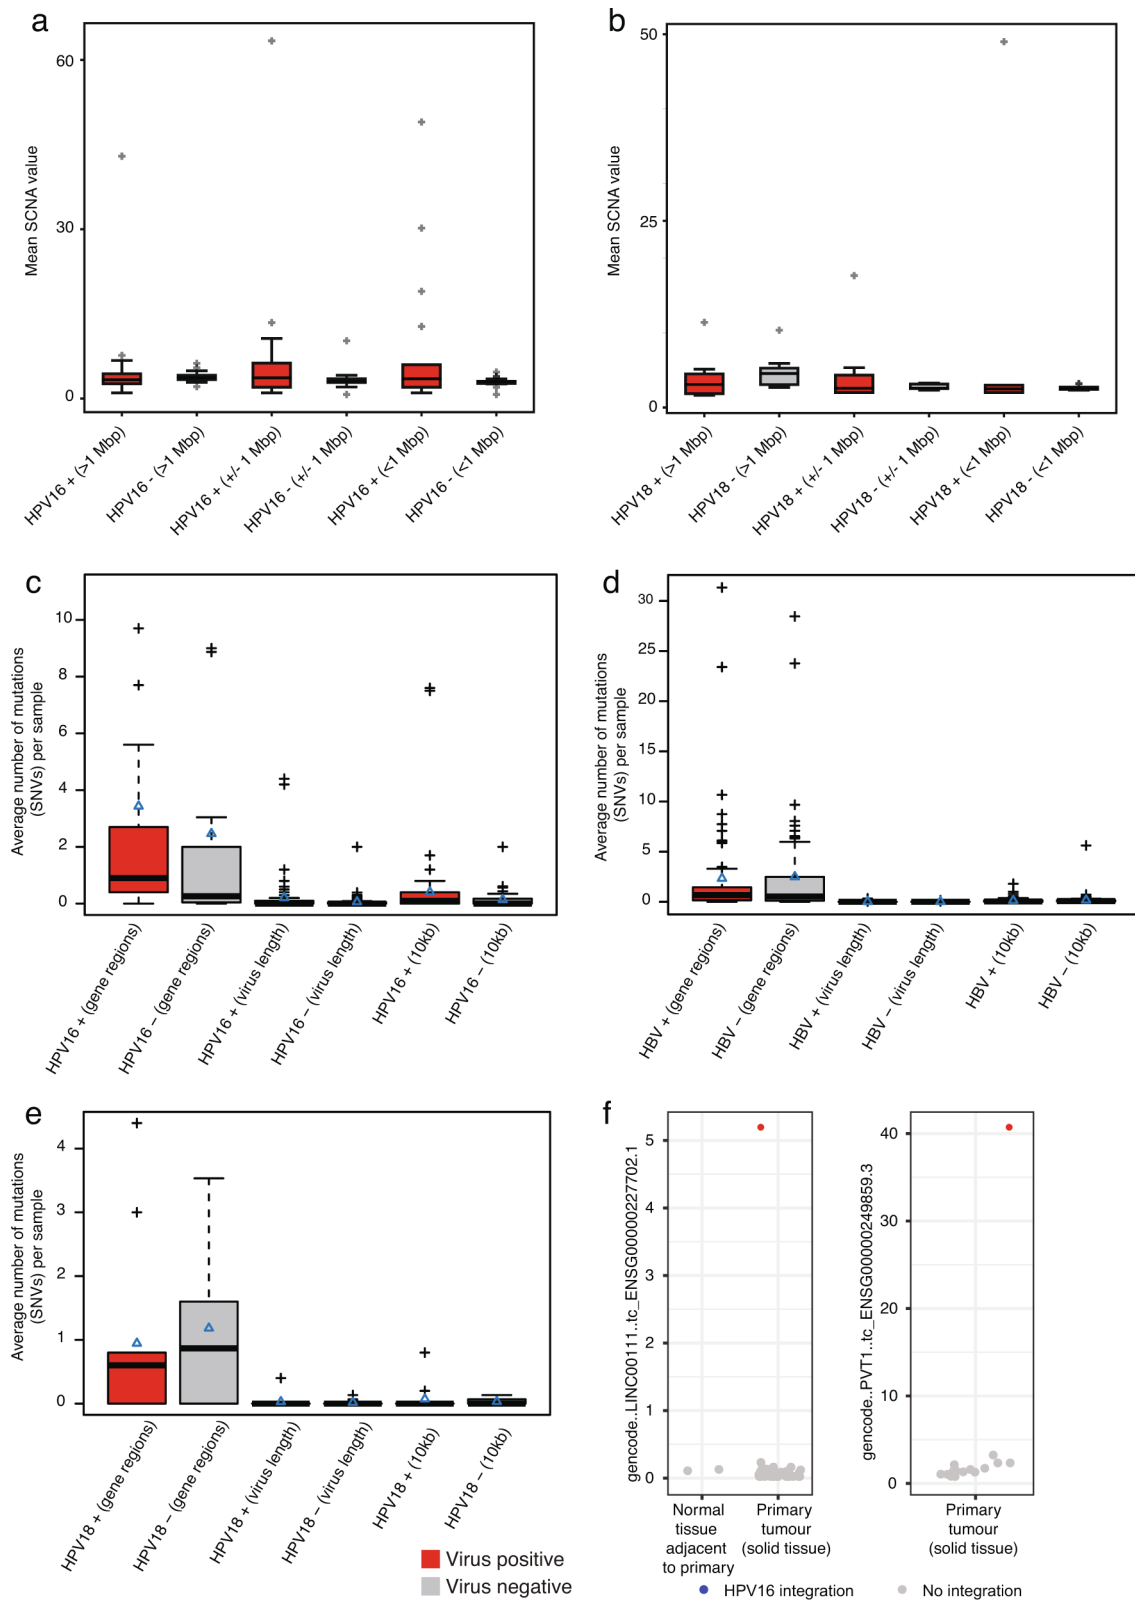 a
Mean SCNA value
60
30
0
HPV16 + (>1 Mbp)
HPV16 - (>1 Mbp)
HPV16 + (+/- 1 Mbp)
HPV16 - (+/- 1 Mbp)
HPV16 + (<1 Mbp)
HPV16 - (<1 Mbp)
b
Mean SCNA value
50
25
0
HPV18 + (>1 Mbp)
HPV18 - (>1 Mbp)
HPV18 + (+/- 1 Mbp)
HPV18 - (+/- 1 Mbp)
HPV18 + (<1 Mbp)
HPV18 - (<1 Mbp)
c
Average number of mutations
(SNVs) per sample
10
8
6
4
2
0
HPV16 + (gene regions)
HPV16 – (gene regions)
HPV16 + (virus length)
HPV16 – (virus length)
HPV16 + (10kb)
HPV16 – (10kb)
d
Average number of mutations
(SNVs) per sample
30
25
20
15
10
5
0
HBV + (gene regions)
HBV – (gene regions)
HBV + (virus length)
HBV – (virus length)
HBV + (10kb)
HBV – (10kb)
e
Average number of mutations
(SNVs) per sample
4
3
2
1
0
HPV18 + (gene regions)
HPV18 – (gene regions)
HPV18 + (virus length)
HPV18 – (virus length)
HPV18 + (10kb)
HPV18 – (10kb)
Virus positive
Virus negative
f
gencode..LINC00111..tc_ENSG00000227702.1
5
4
3
2
1
0
Normal
tissue
adjacent
to primary
Primary
tumour
(solid tissue)
gencode..PVT1..tc_ENSG00000249859.3
40
30
20
10
0
Primary
tumour
(solid tissue)
HPV16 integration
No integration